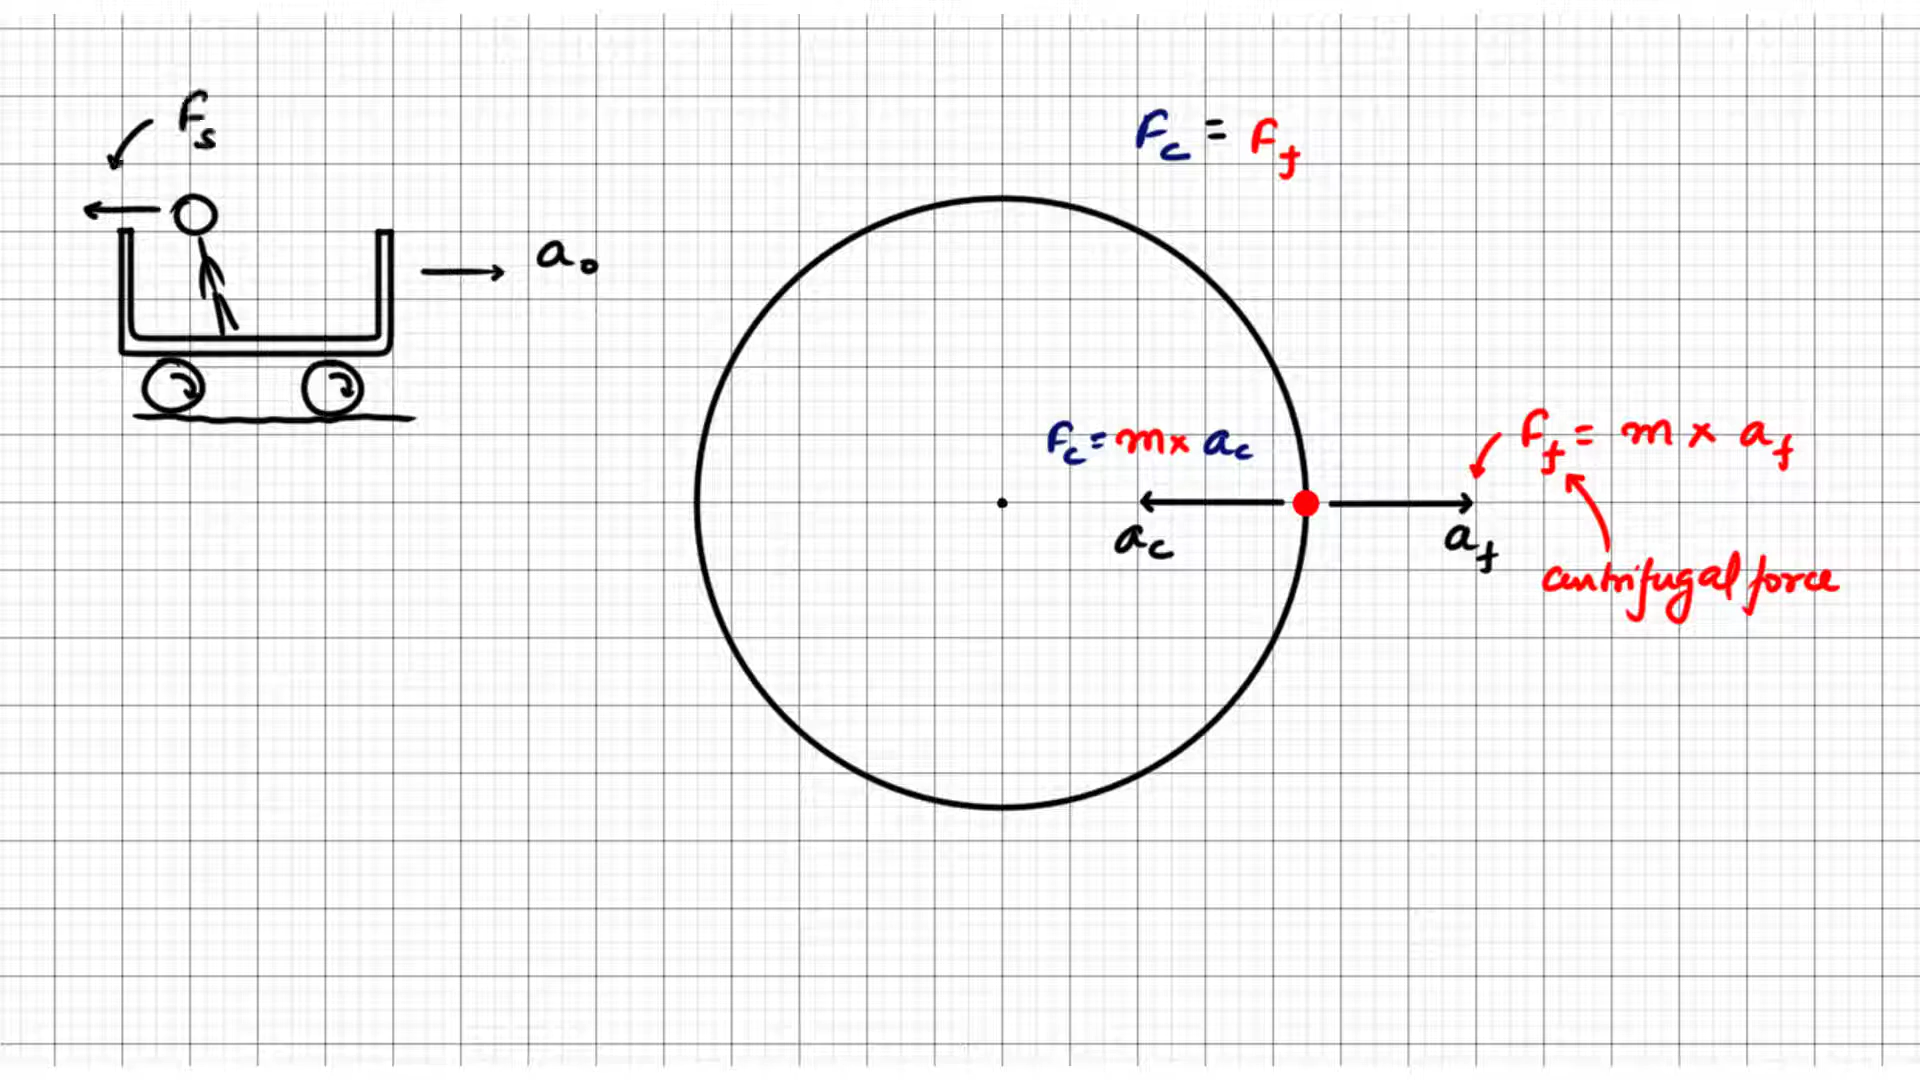 Fs
a₀
Fc = Ff
Fc = m × ac
Ff = m × af
ac
af
centrifugal force